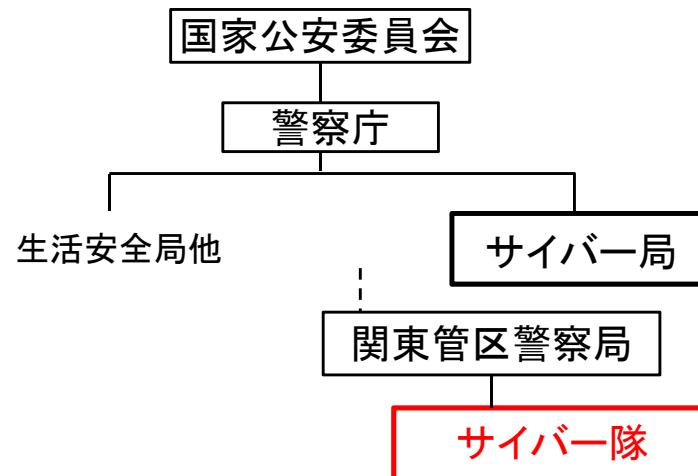 国家公安委員会
警察庁
生活安全局他
サイバー局
関東管区警察局
サイバー隊